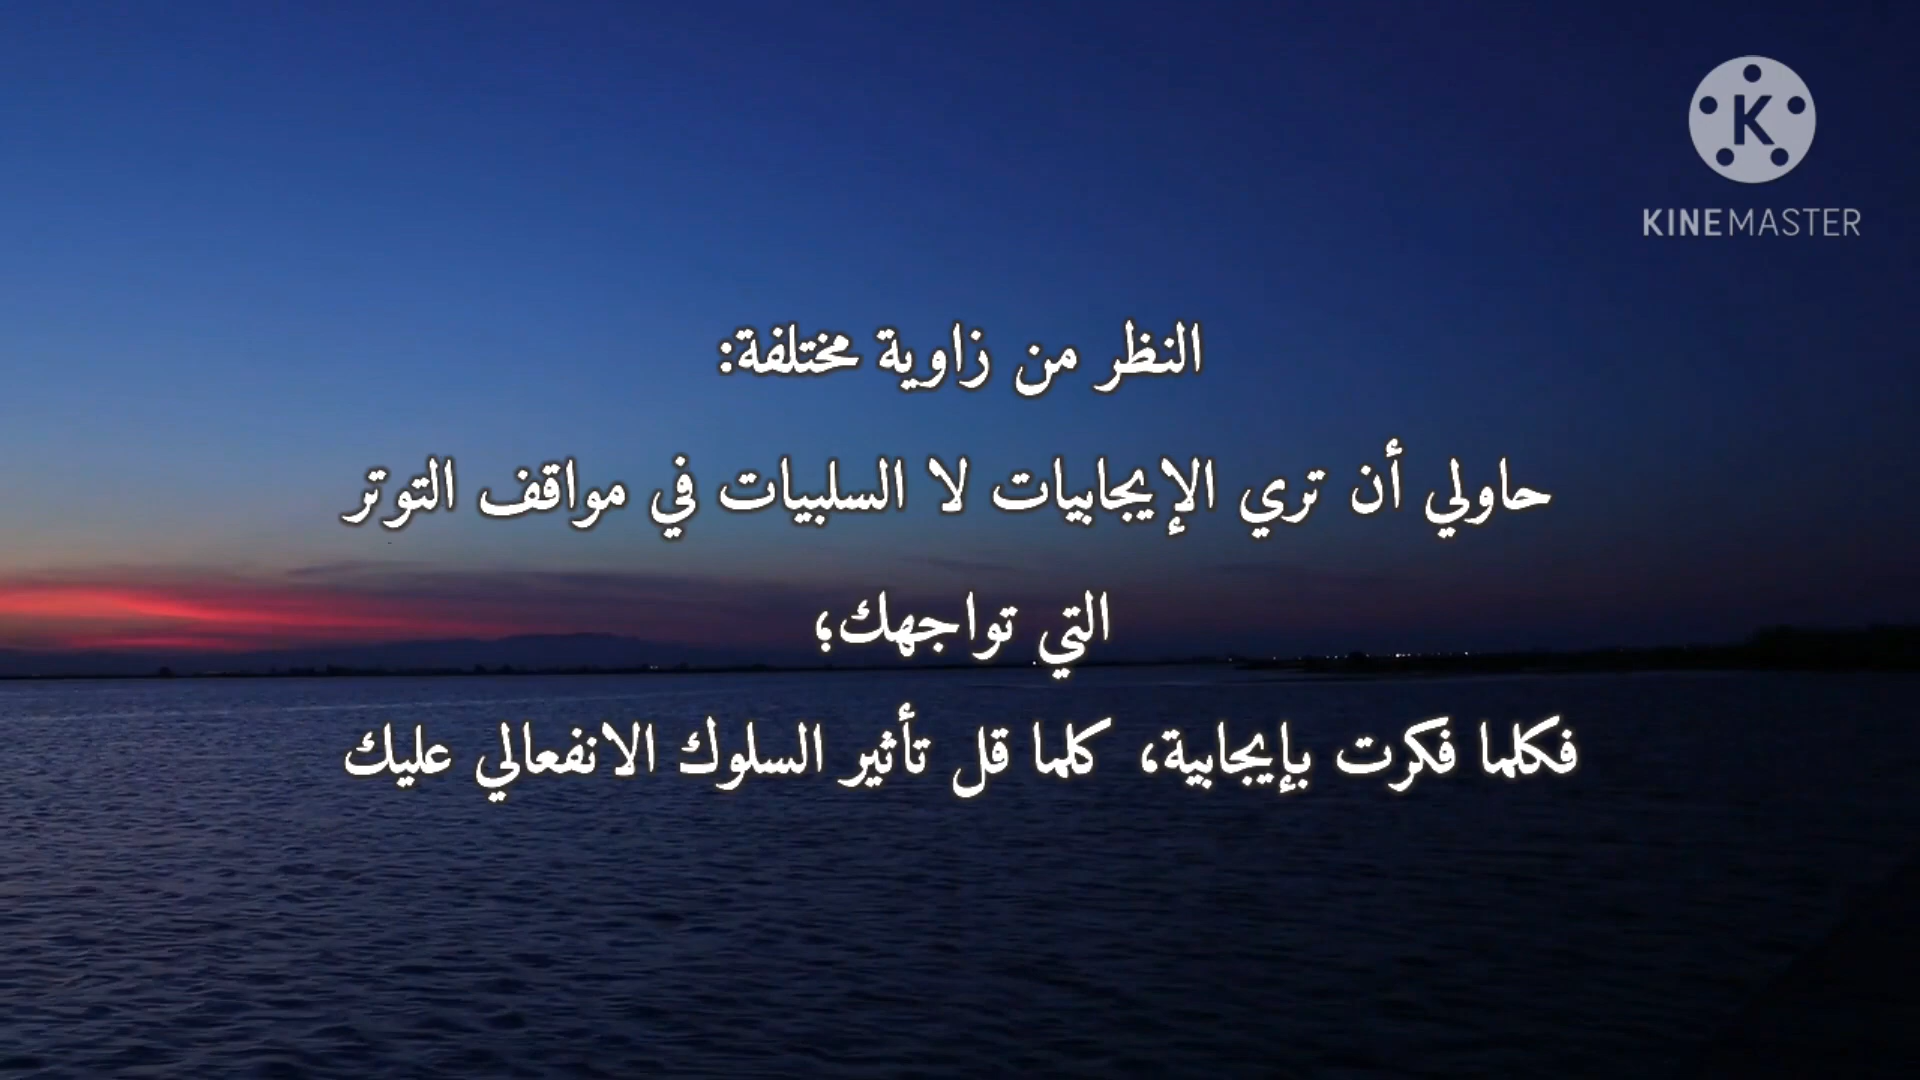 KINEMASTER
النظر من زاوية مختلفة:
حاولي أن تري الإيجابيات لا السلبيات في مواقف التوتر
التي تواجهك؛
فكلما فكرت بإيجابية، كلما قل تأثير السلوك الانفعالي عليك